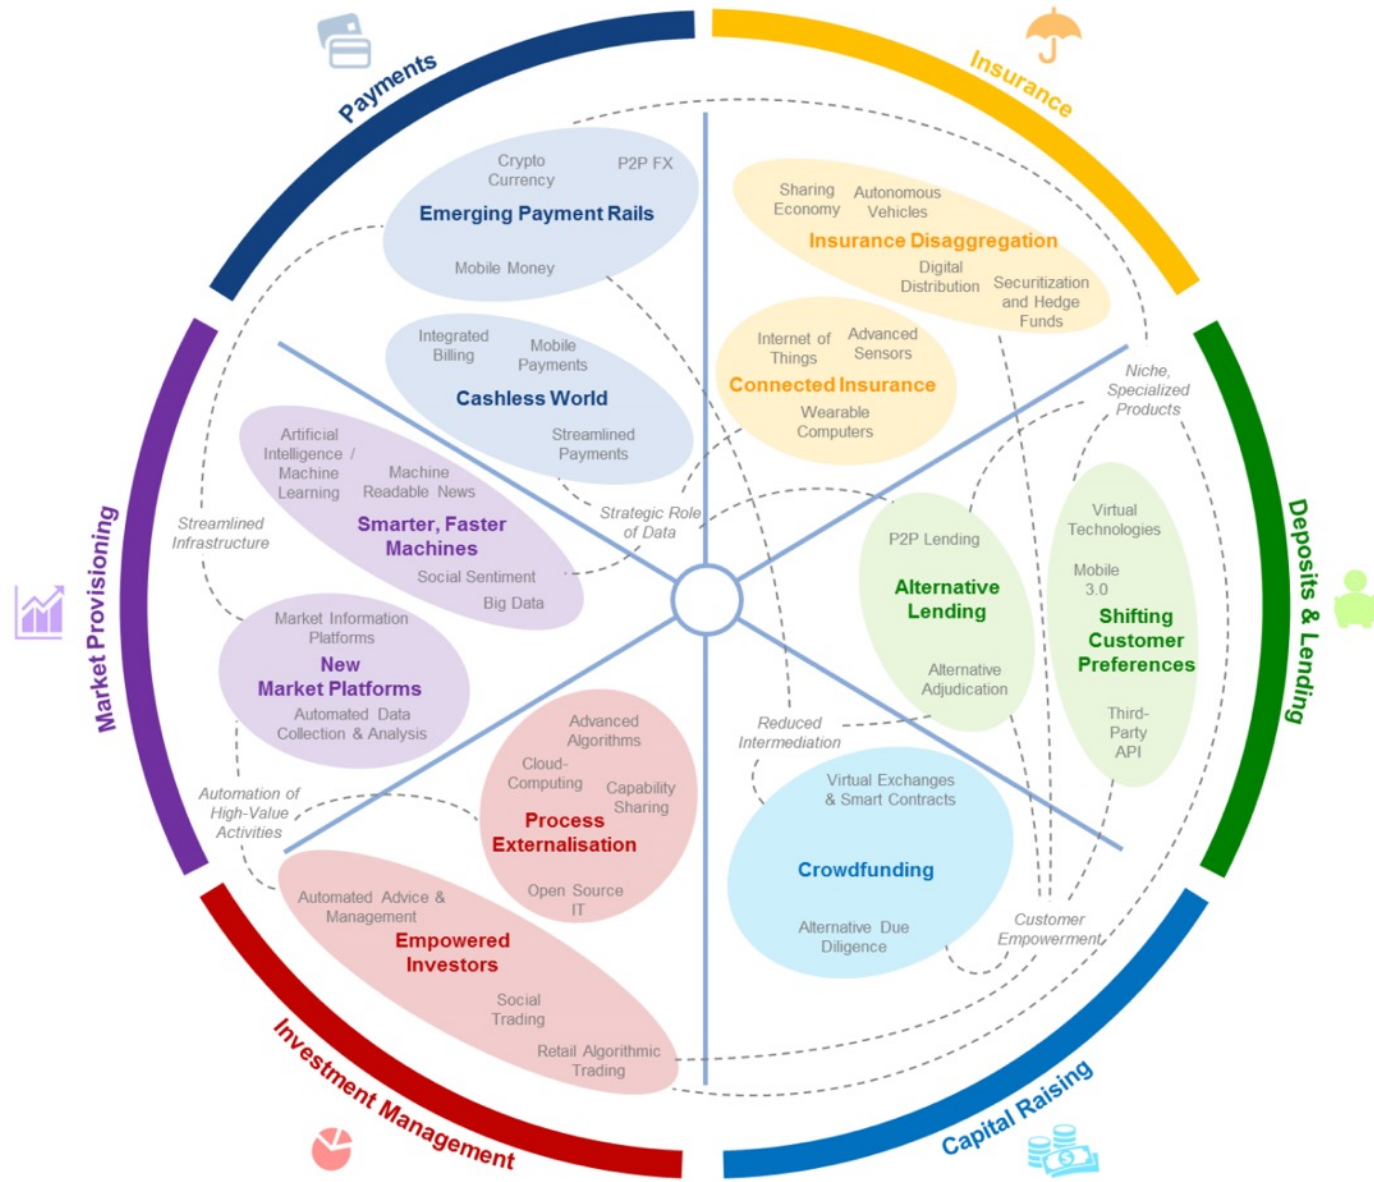 Payments
Crypto
Currency
P2P FX
Emerging Payment Rails
Mobile Money
Integrated
Billing
Mobile
Payments
Cashless World
Streamlined
Payments
Insurance
Sharing
Economy
Autonomous
Vehicles
Insurance Disaggregation
Digital
Distribution
Securitization
and Hedge
Funds
Internet of
Things
Advanced
Sensors
Connected Insurance
Wearable
Computers
Niche,
Specialized
Products
Deposits & Lending
P2P Lending
Alternative
Lending
Alternative
Adjudication
Virtual
Technologies
Mobile
3.0
Shifting
Customer
Preferences
Third-
Party
API
Capital Raising
Reduced
Intermediation
Virtual Exchanges
& Smart Contracts
Crowdfunding
Alternative Due
Diligence
Customer
Empowerment
Investment Management
Advanced
Algorithms
Cloud-
Computing
Capability
Sharing
Process
Externalisation
Open Source
IT
Automated Advice &
Management
Empowered
Investors
Social
Trading
Retail Algorithmic
Trading
Market Provisioning
Artificial
Intelligence /
Machine
Learning
Machine
Readable News
Smarter, Faster
Machines
Social Sentiment
Big Data
Strategic Role
of Data
Streamlined
Infrastructure
Market Information
Platforms
New
Market Platforms
Automated Data
Collection & Analysis
Automation of
High-Value
Activities